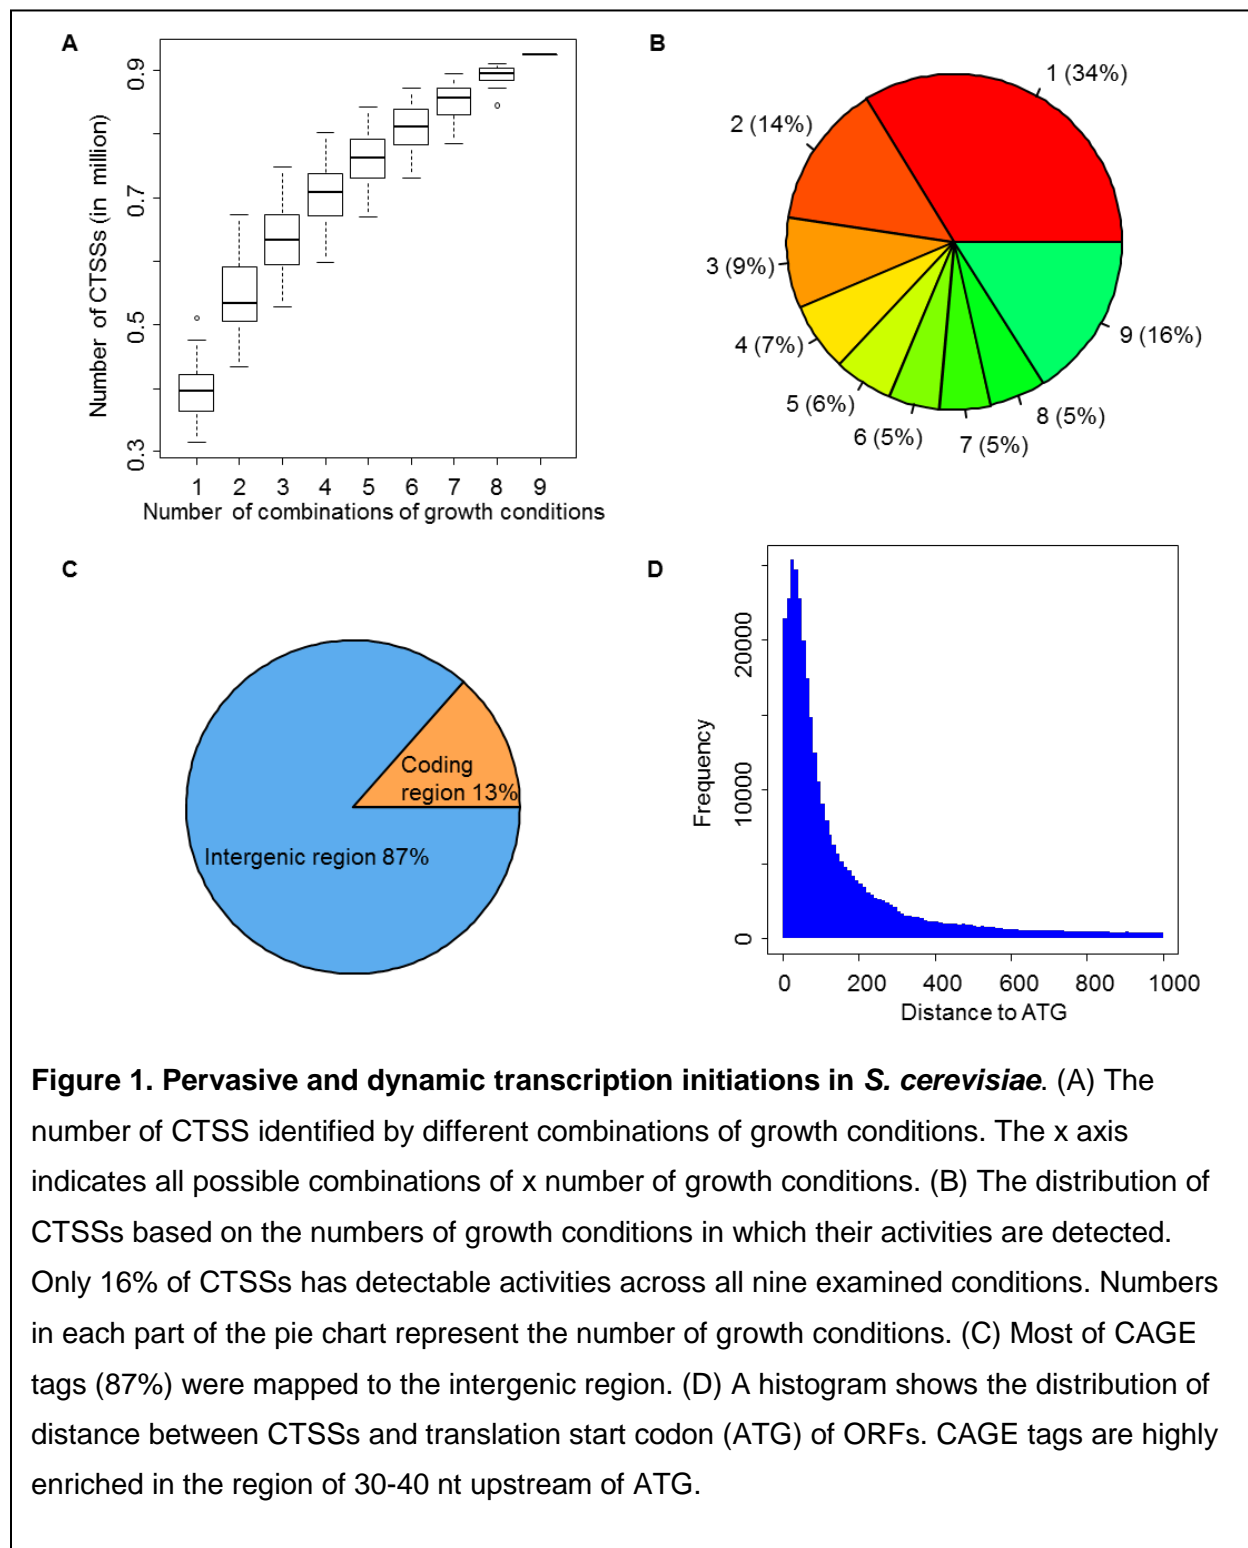 A
Number of CTSSs (in million)
0.9
0.7
0.5
0.3
1 2 3 4 5 6 7 8 9
Number of combinations of growth conditions
B
1 (34%)
2 (14%)
3 (9%)
4 (7%)
5 (6%)
6 (5%)
7 (5%)
8 (5%)
9 (16%)
C
Coding
region 13%
Intergenic region 87%
D
Frequency
20000
10000
0
0 200 400 600 800 1000
Distance to ATG
Figure 1. Pervasive and dynamic transcription initiations in S. cerevisiae. (A) The
number of CTSS identified by different combinations of growth conditions. The x axis
indicates all possible combinations of x number of growth conditions. (B) The distribution of
CTSSs based on the numbers of growth conditions in which their activities are detected.
Only 16% of CTSSs has detectable activities across all nine examined conditions. Numbers
in each part of the pie chart represent the number of growth conditions. (C) Most of CAGE
tags (87%) were mapped to the intergenic region. (D) A histogram shows the distribution of
distance between CTSSs and translation start codon (ATG) of ORFs. CAGE tags are highly
enriched in the region of 30-40 nt upstream of ATG.